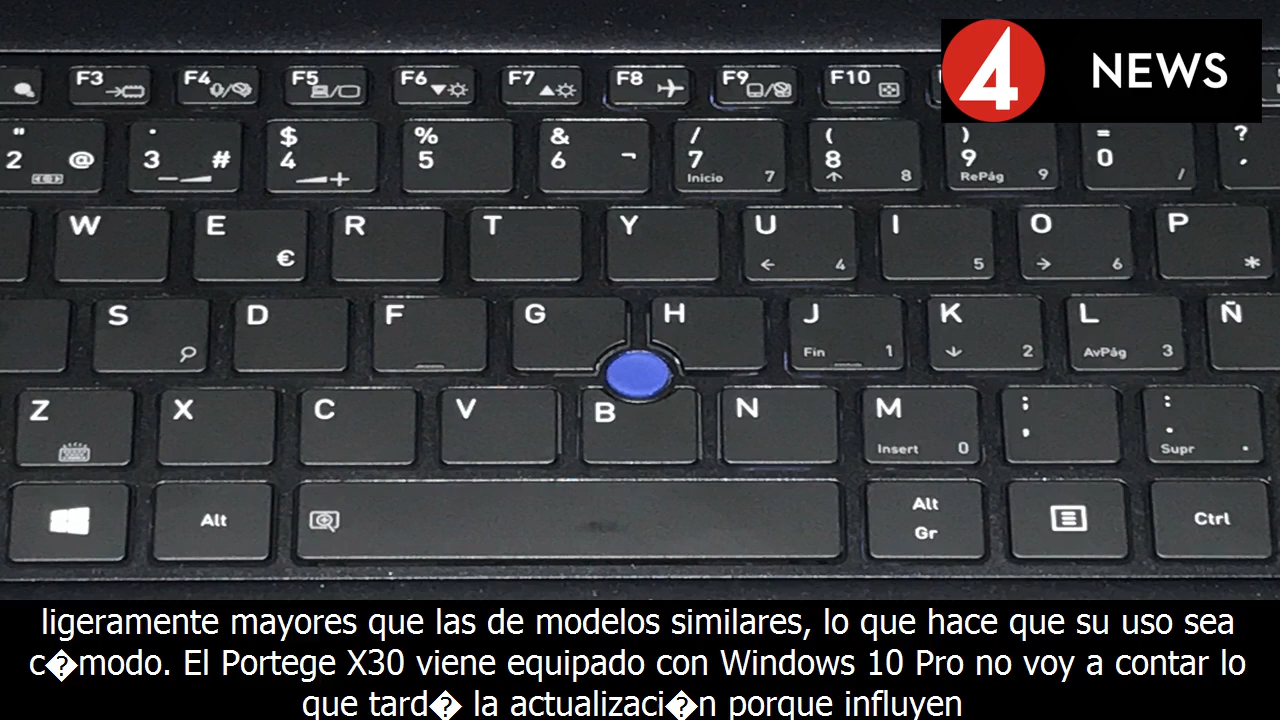 4 NEWS
F3 F4 F5 F6 F7 F8 F9 F10
" 2 @ · 3 # $ 4 % 5 & 6 ¬ / 7 Inicio 7 ( 8 8 ) 9 RePág 9 = 0 / ?
W E € R T Y U 4 I 5 O 6 P *
S D F G H J Fin 1 K 2 L AvPág 3 Ñ
Z X C V B N M Insert 0 ; , : . Supr .
Alt Alt Gr Ctrl
ligeramente mayores que las de modelos similares, lo que hace que su uso sea
c�modo. El Portege X30 viene equipado con Windows 10 Pro no voy a contar lo
que tard� la actualizaci�n porque influyen